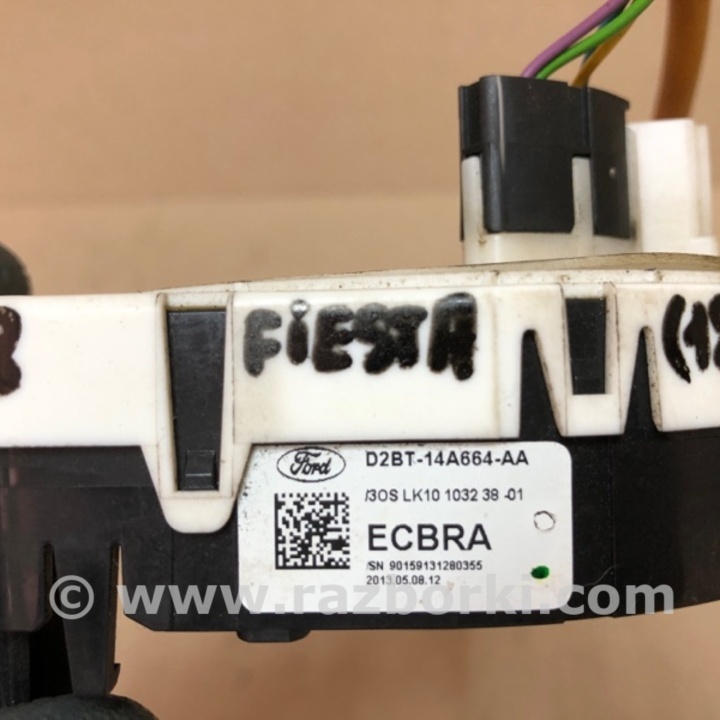 R FIESTA (18
Ford D2BT-14A664-AA
/3OS LK10 1032 38 -01
ECBRA
/SN 90159131280355
2013.05.08.12
© www.razborki.com